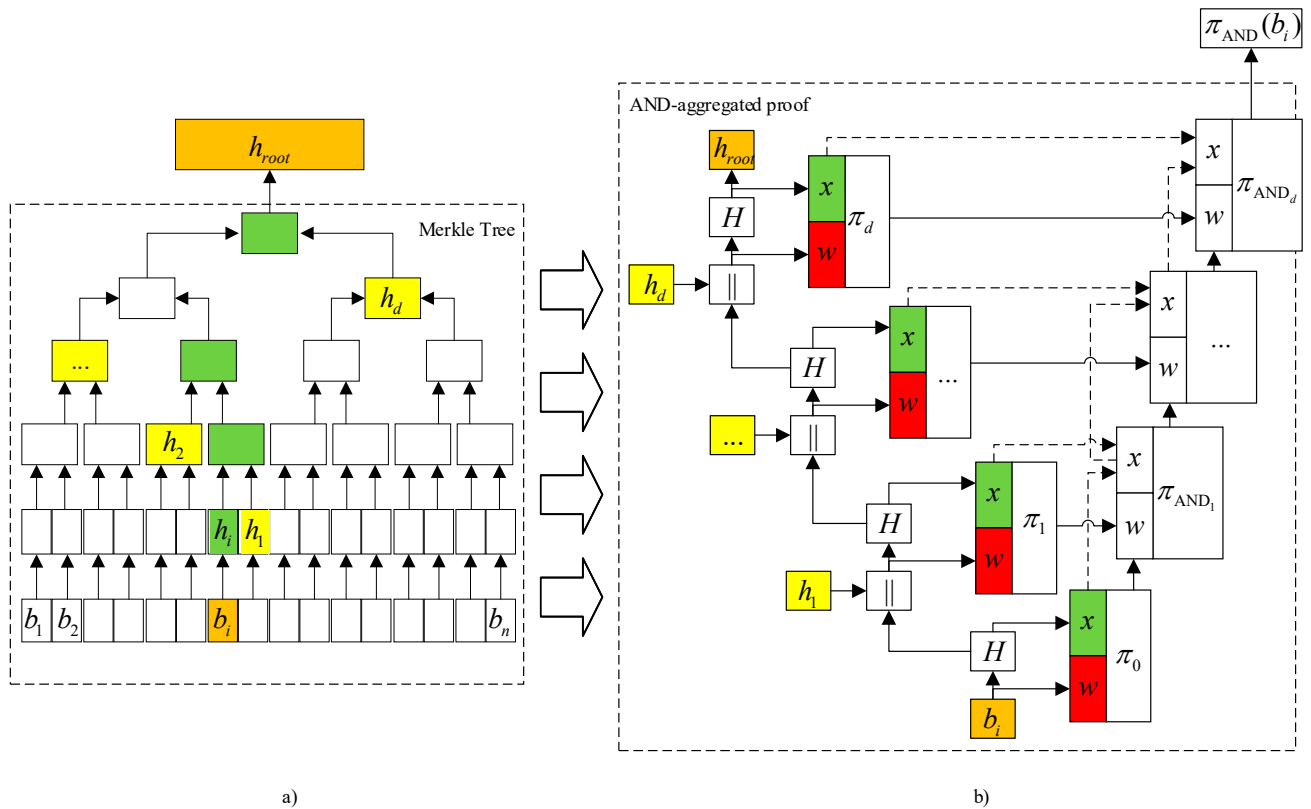 π_AND(b_i)
AND-aggregated proof
h_root
Merkle Tree
h_d
...
h_2
h_i h_1
b_1 b_2 b_i b_n
a)
h_root
x
π_AND_d
w
H
x
π_d
w
h_d
||
x
...
w
H
x
...
w
...
||
x
π_AND_1
w
H
x
π_1
w
h_1
||
H
x
π_0
w
b_i
b)